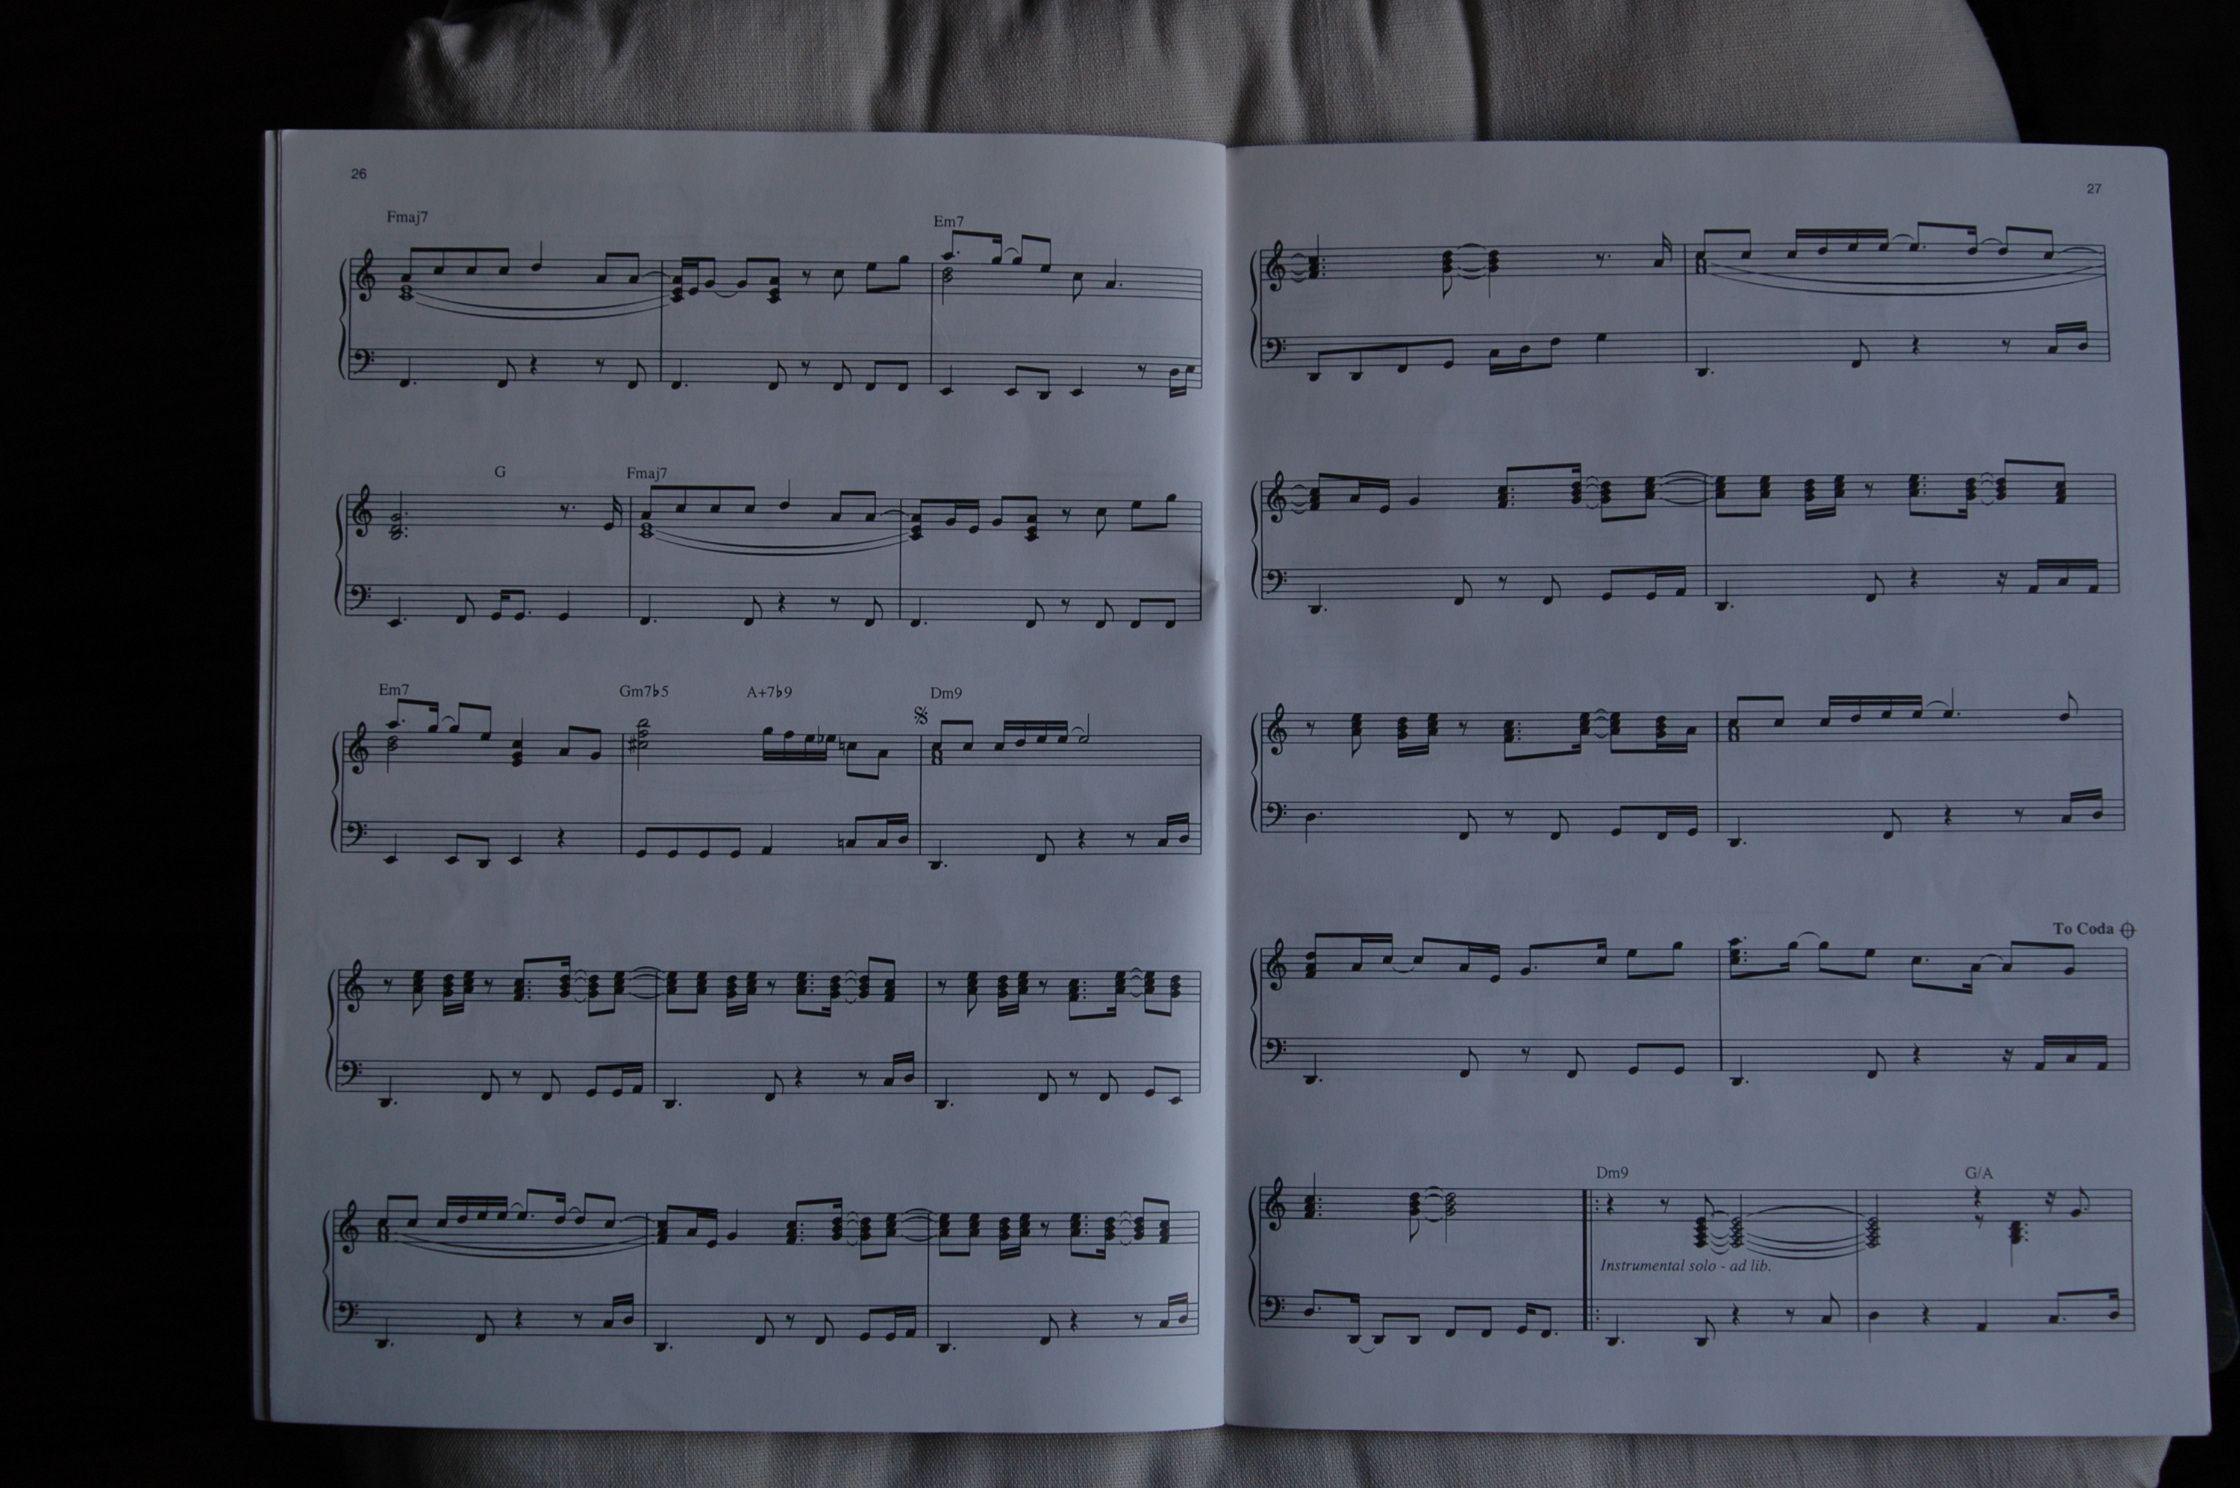 26
Fmaj7 Em7
G Fmaj7
Em7 Gm7♭5 A+7♭9 Dm9
27
To Coda
Dm9 G/A
Instrumental solo - ad lib.